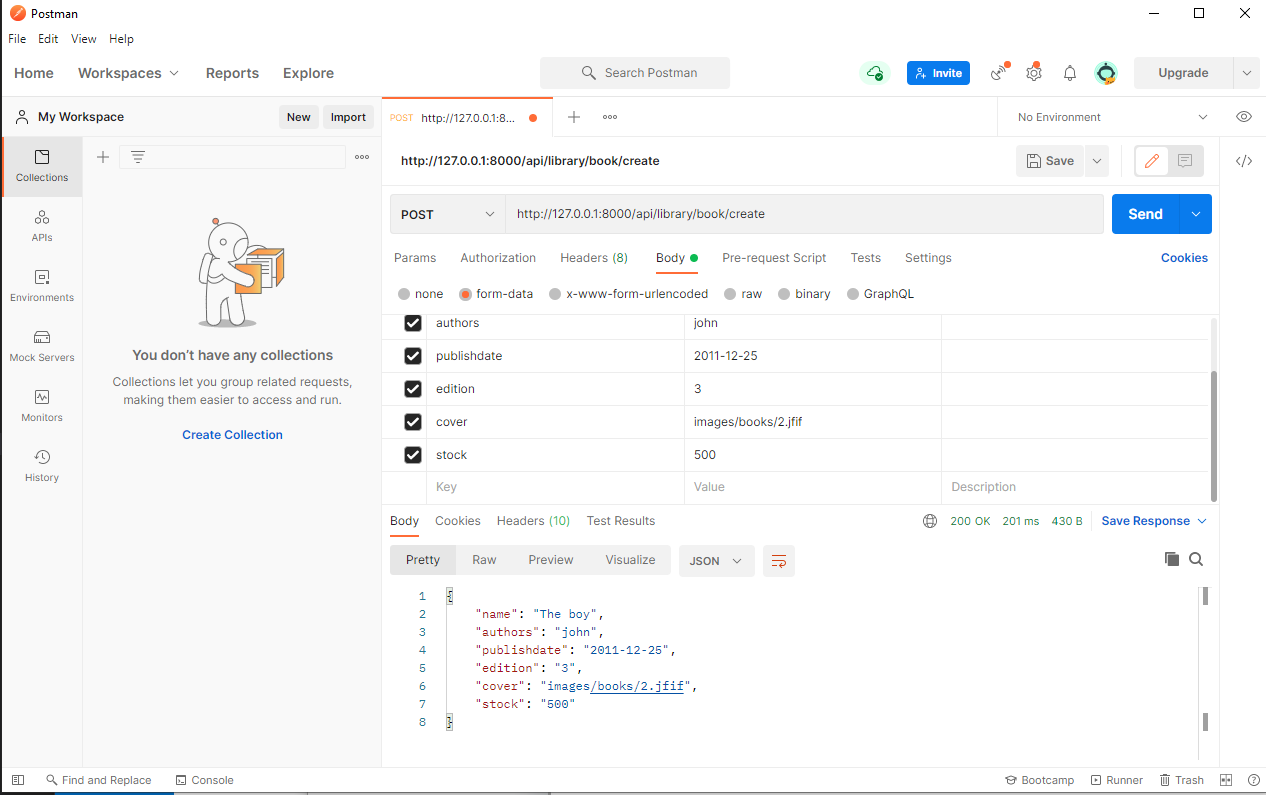 Postman
File Edit View Help
Home Workspaces Reports Explore Search Postman Invite Upgrade
My Workspace New Import POST http://127.0.0.1:8... No Environment
Collections
APIs
Environments
Mock Servers
Monitors
History
You don't have any collections
Collections let you group related requests,
making them easier to access and run.
Create Collection
http://127.0.0.1:8000/api/library/book/create Save
POST http://127.0.0.1:8000/api/library/book/create Send
Params Authorization Headers (8) Body Pre-request Script Tests Settings Cookies
none form-data x-www-form-urlencoded raw binary GraphQL
authors john
publishdate 2011-12-25
edition 3
cover images/books/2.jfif
stock 500
Key Value Description
Body Cookies Headers (10) Test Results 200 OK 201 ms 430 B Save Response
Pretty Raw Preview Visualize JSON
1 {
2 "name": "The boy",
3 "authors": "john",
4 "publishdate": "2011-12-25",
5 "edition": "3",
6 "cover": "images/books/2.jfif",
7 "stock": "500"
8 }
Find and Replace Console Bootcamp Runner Trash